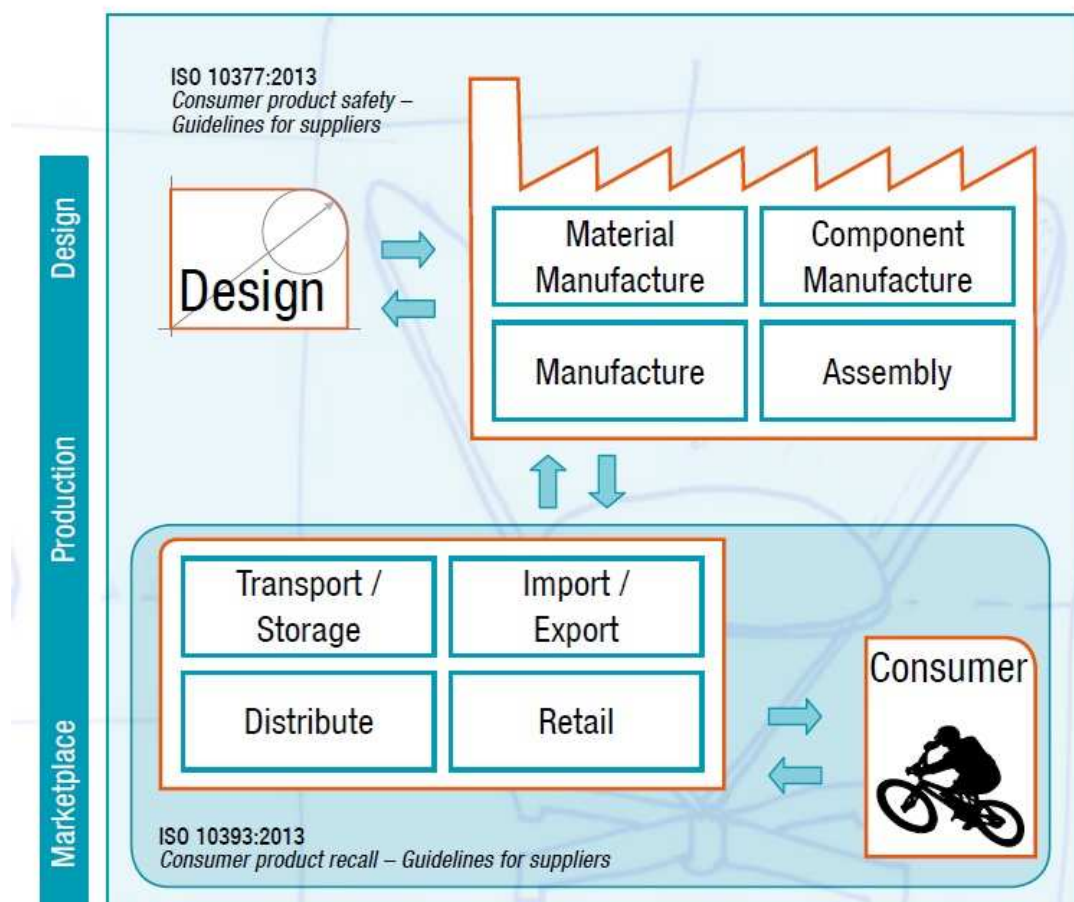 ISO 10377:2013
Consumer product safety –
Guidelines for suppliers
Design
Design
Material
Manufacture
Component
Manufacture
Manufacture
Assembly
Production
Transport /
Storage
Import /
Export
Distribute
Retail
Consumer
Marketplace
ISO 10393:2013
Consumer product recall – Guidelines for suppliers